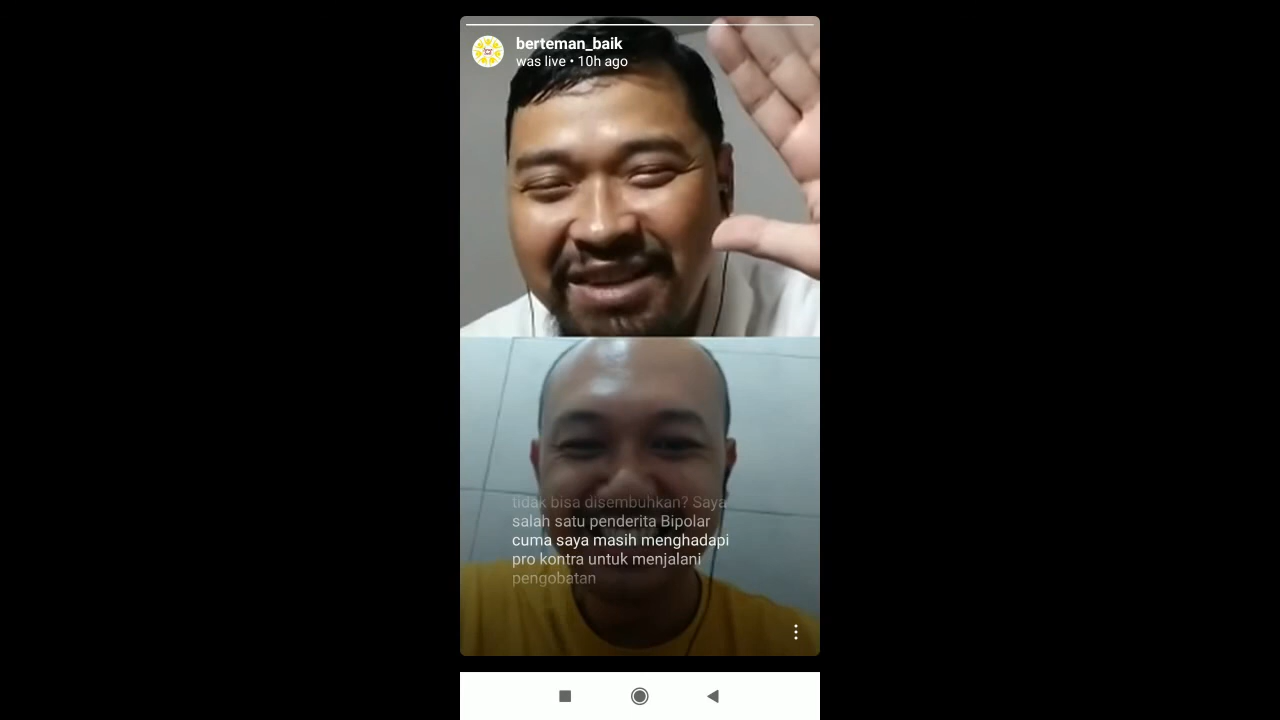 berteman_baik
was live • 10h ago
tidak bisa disembuhkan? Saya
salah satu penderita Bipolar
cuma saya masih menghadapi
pro kontra untuk menjalani
pengobatan